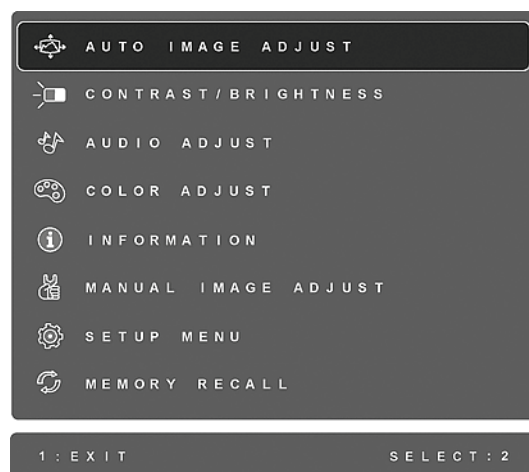 AUTO IMAGE ADJUST
CONTRAST/BRIGHTNESS
AUDIO ADJUST
COLOR ADJUST
INFORMATION
MANUAL IMAGE ADJUST
SETUP MENU
MEMORY RECALL
1:EXIT SELECT:2